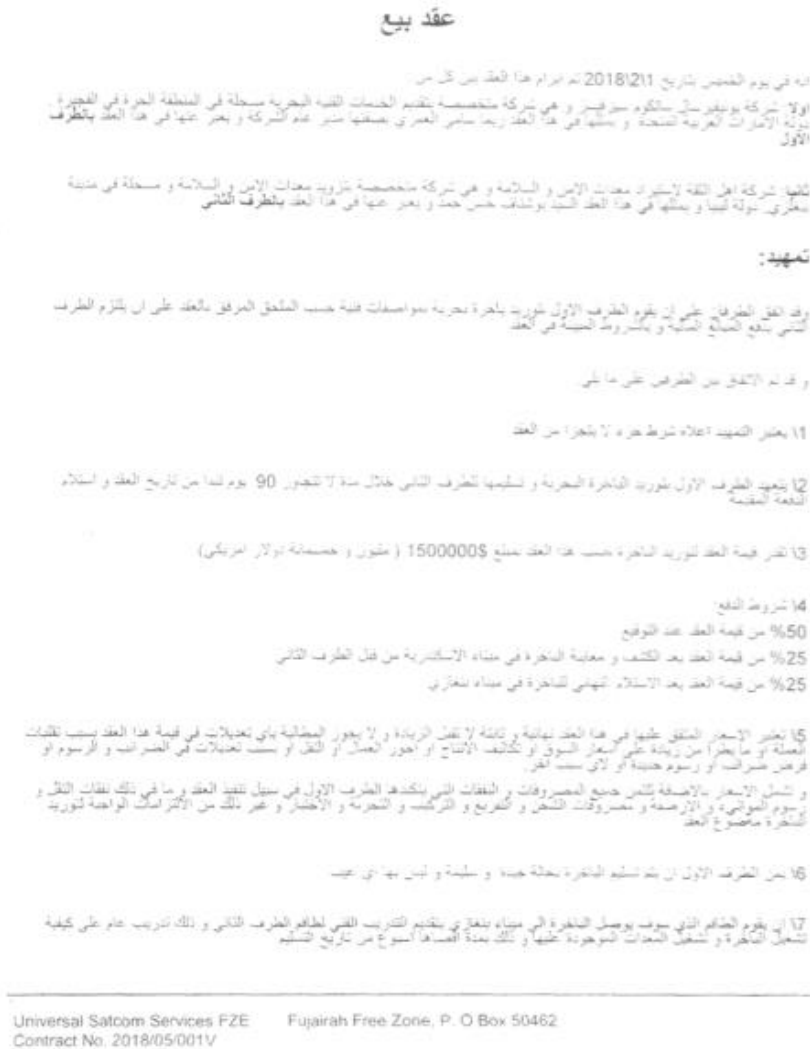 عقد بيع
انه في يوم الخميس بتاريخ 1\2\2018 تم ابرام هذا العقد بين كل من :
اولا: شركة يونيفيرسال ساتكوم سيرفيسز و هي شركة متخصصة بتقديم الخدمات الفنية البحرية مسجلة في المنطقة الحرة في الفجيرة
دولة الامارات العربية المتحدة و يمثلها في هذا العقد ريما سامي العمري بصفتها مدير عام الشركة و يعبر عنها في هذا العقد بالطرف
الأول
ثانيا: شركة اهل الثقة لاستيراد معدات الامن و السلامة و هي شركة متخصصة بتزويد معدات الامن و السلامة و مسجلة في مدينة
بنغازي, دولة ليبيا و يمثلها في هذا العقد السيد بوشناف حمد و يعبر عنها في هذا العقد بالطرف الثاني
تمهيد:
وقد اتفق الطرفان على ان يقوم الطرف الاول بتوريد باخرة بحرية بمواصفات فنية حسب الملحق المرفق بالعقد على ان يلتزم الطرف
الثاني بدفع المبالغ المالية و بالشروط المبينة في العقد
و قد تم الاتفاق بين الطرفين على ما يلي
1\ يعتبر التمهيد اعلاه شرط جزء لا يتجزا من العقد
2\ يتعهد الطرف الاول بتوريد الباخرة البحرية و تسليمها للطرف الثاني خلال مدة لا تتجاوز 90 يوم تبدا من تاريخ العقد و استلام
الدفعة المقدمة
3\ تقدر قيمة العقد لتوريد الباخرة حسب هذا العقد بمبلغ $1500000 ( مليون و خمسمائة دولار امريكي)
4\ شروط الدفع:
50% من قيمة العقد عند التوقيع
25% من قيمة العقد بعد الكشف و معاينة الباخرة في ميناء الاسكندرية من قبل الطرف الثاني
25% من قيمة العقد بعد الاستلام النهائي للباخرة في ميناء بنغازي
5\ تعتبر الاسعار المتفق عليها في هذا العقد نهائية و ثابتة لا تقبل الزيادة و لا يجوز المطالبة باي تعديلات في قيمة هذا العقد بسبب تقلبات
العملة او ما يطرا من زيادة على اسعار السوق او تكاليف الانتاج او اجور العمال او النقل او بسبب تعديلات في الضرائب و الرسوم او
فرض ضرائب او رسوم جديدة او لاي سبب اخر.
و تشمل الاسعار بالاضافة للثمن جميع المصروفات و النفقات التي يتكبدها الطرف الاول في سبيل تنفيذ العقد و ما في ذلك نفقات النقل و
رسوم الموانيء و الارصفة و مصروفات الشحن و التفريغ و التركيب و التجربة و الاختبار و غير ذلك من الالتزامات الواجبة لتوريد
الباخرة موضوع العقد
6\ يضمن الطرف الاول ان يتم تسليم الباخرة بحالة جيدة و سليمة و ليس بها اي عيب
7\ ان يقوم الطاقم الذي سوف يوصل الباخرة الى ميناء بنغازي بتقديم التدريب الفني لطاقم الطرف الثاني و ذلك تدريب عام على كيفية
تشغيل الباخرة و تشغيل المعدات الموجودة عليها و ذلك بمدة اقصاها اسبوع من تاريخ التسليم
Universal Satcom Services FZE Fujairah Free Zone, P. O Box 50462
Contract No. 2018/05/001V